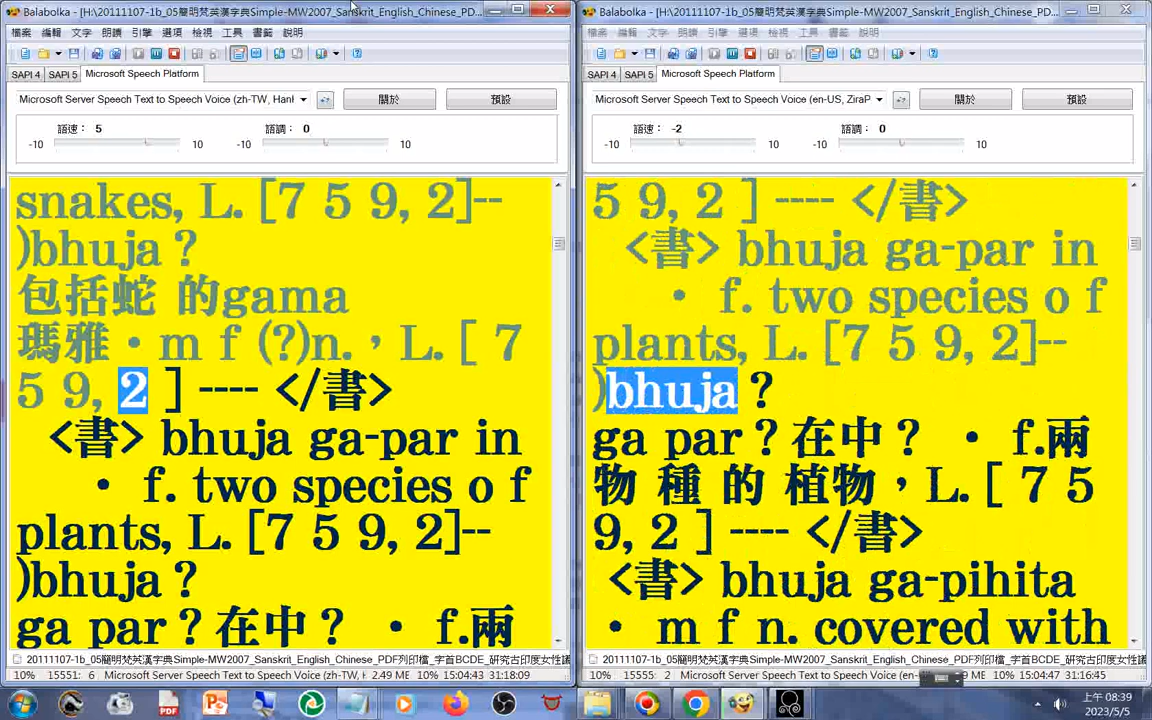 Balabolka - [H:\20111107-1b_05簡明梵英漢字典Simple-MW2007_Sanskrit_English_Chinese_PD...
檔案 編輯 文字 朗讀 引擎 選項 檢視 工具 書籤 說明
SAPI 4 SAPI 5 Microsoft Speech Platform
Microsoft Server Speech Text to Speech Voice (zh-TW, HanH
關於 預設
語速: 5 語調: 0
-10 10 -10 10
snakes, L. [7 5 9, 2]--
)bhuja ?
包括蛇 的gama
瑪雅 • m f (?)n. , L. [ 7
5 9, 2 ] ---- </書>
<書> bhuja ga-par in
• f. two species o f
plants, L. [7 5 9, 2]--
)bhuja ?
ga par ? 在中 ? • f.兩
20111107-1b_05簡明梵英漢字典Simple-MW2007_Sanskrit_English_Chinese_PDF列印檔_字首BCDE_研究古印度女性議
10% 15551: 6 Microsoft Server Speech Text to Speech Voice (zh-TW, H 2.49 MB 10% 15:04:43 31:18:09
Balabolka - [H:\20111107-1b_05簡明梵英漢字典Simple-MW2007_Sanskrit_English_Chinese_PD...
檔案 編輯 文字 朗讀 引擎 選項 檢視 工具 書籤 說明
SAPI 4 SAPI 5 Microsoft Speech Platform
Microsoft Server Speech Text to Speech Voice (en-US, ZiraP
關於 預設
語速: -2 語調: 0
-10 10 -10 10
5 9, 2 ] ---- </書>
<書> bhuja ga-par in
• f. two species o f
plants, L. [7 5 9, 2]--
)bhuja ?
ga par ? 在中 ? • f.兩
物 種 的 植物 , L. [ 7 5
9, 2 ] ---- </書>
<書> bhuja ga-pihita
• m f n. covered with
20111107-1b_05簡明梵英漢字典Simple-MW2007_Sanskrit_English_Chinese_PDF列印檔_字首BCDE_研究古印度女性議
10% 15555: 2 Microsoft Server Speech Text to Speech Voice (en-US, Z ME 10% 15:04:47 31:16:45
上午 08:39
2023/5/5